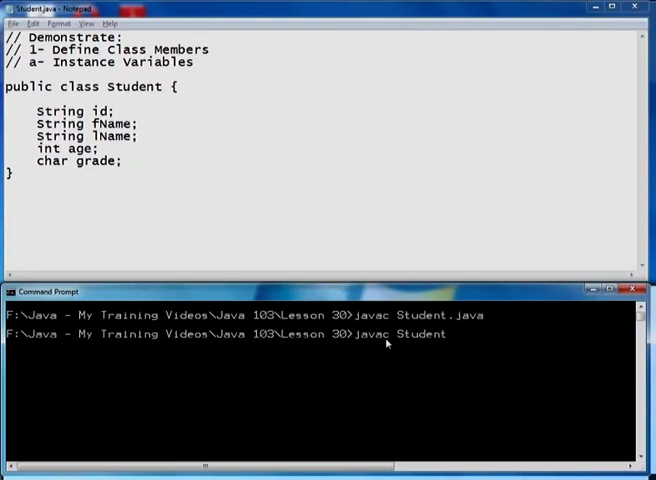 Student.java - Notepad
File Edit Format View Help
// Demonstrate:
// 1- Define Class Members
// a- Instance Variables
public class Student {
String id;
String fName;
String lName;
int age;
char grade;
}
Command Prompt
F:\Java - My Training Videos\Java 103\Lesson 30>javac Student.java
F:\Java - My Training Videos\Java 103\Lesson 30>javac Student